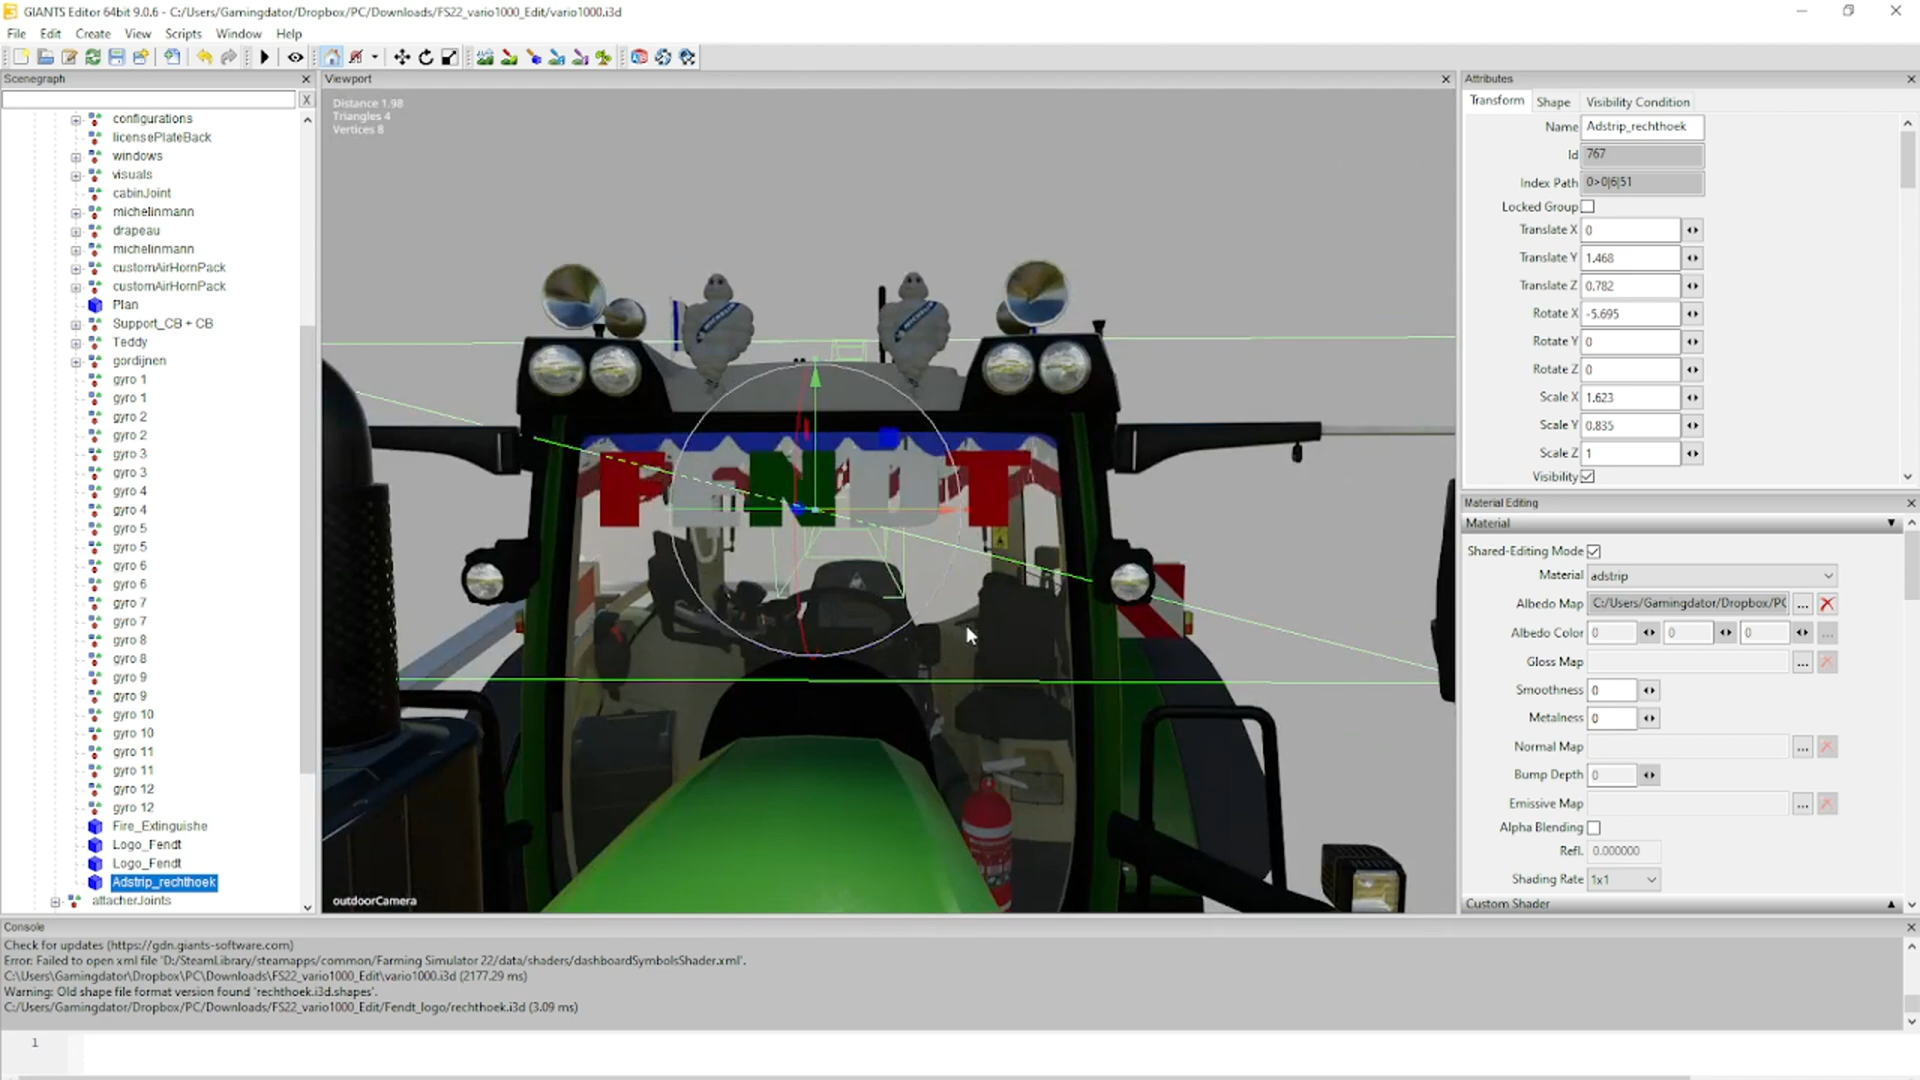 GIANTS Editor 64bit 9.0.6 - C:/Users/Gamingdator/Dropbox/PC/Downloads/FS22_vario1000_Edit/vario1000.i3d
File Edit Create View Scripts Window Help
Scenegraph
X
configurations
licensePlateBack
windows
visuals
cabinJoint
michelinmann
drapeau
michelinmann
customAirHornPack
customAirHornPack
Plan
Support_CB + CB
Teddy
gordijnen
gyro 1
gyro 1
gyro 2
gyro 2
gyro 3
gyro 3
gyro 4
gyro 4
gyro 5
gyro 5
gyro 6
gyro 6
gyro 7
gyro 7
gyro 8
gyro 8
gyro 9
gyro 9
gyro 10
gyro 10
gyro 11
gyro 11
gyro 12
gyro 12
Fire_Extinguishe
Logo_Fendt
Logo_Fendt
Adstrip_rechthoek
attacherJoints
Viewport
Distance 1.98
Triangles 4
Vertices 8
MICHELIN
MICHELIN
outdoorCamera
Attributes
Transform Shape Visibility Condition
Name Adstrip_rechthoek
Id 767
Index Path 0>0|6|51
Locked Group
Translate X 0
Translate Y 1.468
Translate Z 0.782
Rotate X -5.695
Rotate Y 0
Rotate Z 0
Scale X 1.623
Scale Y 0.835
Scale Z 1
Visibility
Material Editing
Material
Shared-Editing Mode
Material adstrip
Albedo Map C:/Users/Gamingdator/Dropbox/PC ...
Albedo Color 0 0 0 ...
Gloss Map ...
Smoothness 0
Metalness 0
Normal Map ...
Bump Depth 0
Emissive Map ...
Alpha Blending
Refl. 0.000000
Shading Rate 1x1
Custom Shader
Console
Check for updates (https://gdn.giants-software.com)
Error: Failed to open xml file 'D:/SteamLibrary/steamapps/common/Farming Simulator 22/data/shaders/dashboardSymbolsShader.xml'.
C:\Users\Gamingdator\Dropbox\PC\Downloads\FS22_vario1000_Edit\vario1000.i3d (2177.29 ms)
Warning: Old shape file format version found 'rechthoek.i3d.shapes'.
C:/Users/Gamingdator/Dropbox/PC/Downloads/FS22_vario1000_Edit/Fendt_logo/rechthoek.i3d (3.09 ms)
1